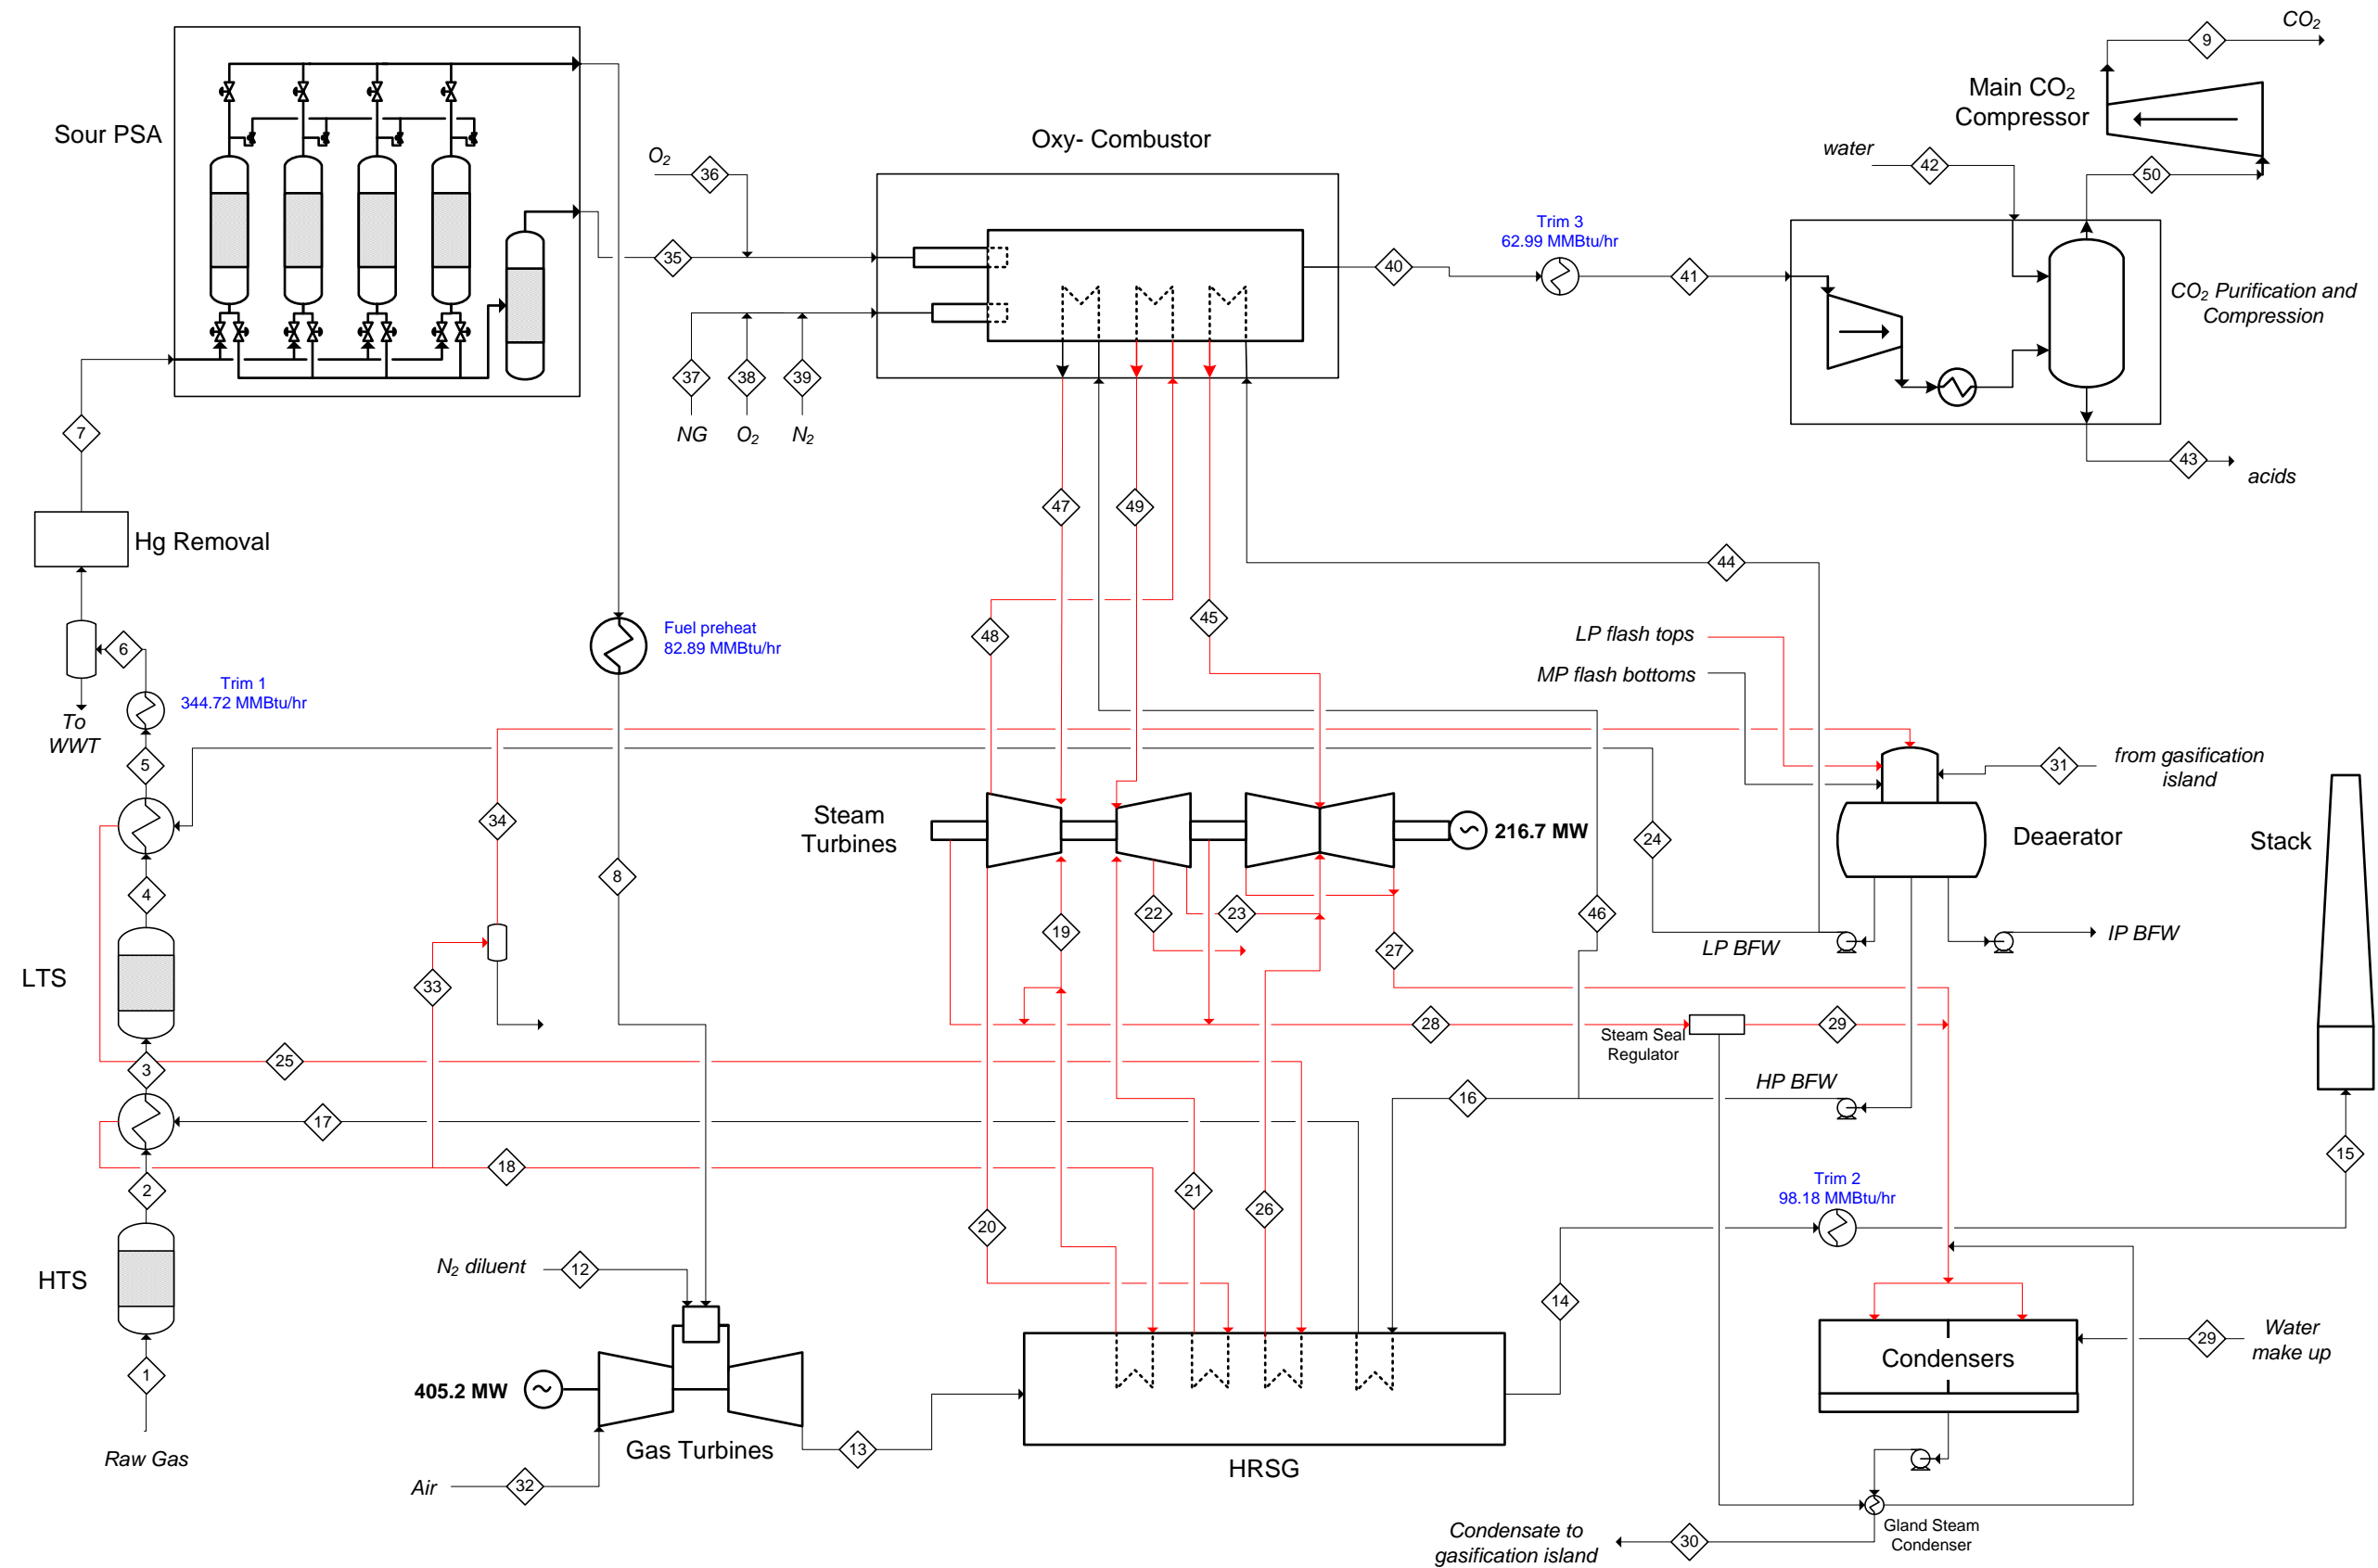 CO₂
9
Main CO₂
Compressor
Sour PSA
Oxy- Combustor
O₂
36
water
42
50
Trim 3
62.99 MMBtu/hr
35
40
41
CO₂ Purification and
Compression
37
38
39
NG
O₂
N₂
7
43
acids
47
49
Hg Removal
44
45
48
Fuel preheat
82.89 MMBtu/hr
LP flash tops
MP flash bottoms
6
Trim 1
344.72 MMBtu/hr
To
WWT
5
31
from gasification
island
34
Steam
Turbines
216.7 MW
24
Deaerator
Stack
8
4
22
23
46
19
27
LP BFW
IP BFW
LTS
33
28
Steam Seal
Regulator
29
25
3
HP BFW
16
17
18
2
21
26
20
15
Trim 2
98.18 MMBtu/hr
N₂ diluent
12
HTS
14
1
29
Water
make up
Condensers
405.2 MW
Gas Turbines
13
Raw Gas
HRSG
Air
32
Gland Steam
Condenser
Condensate to
gasification island
30